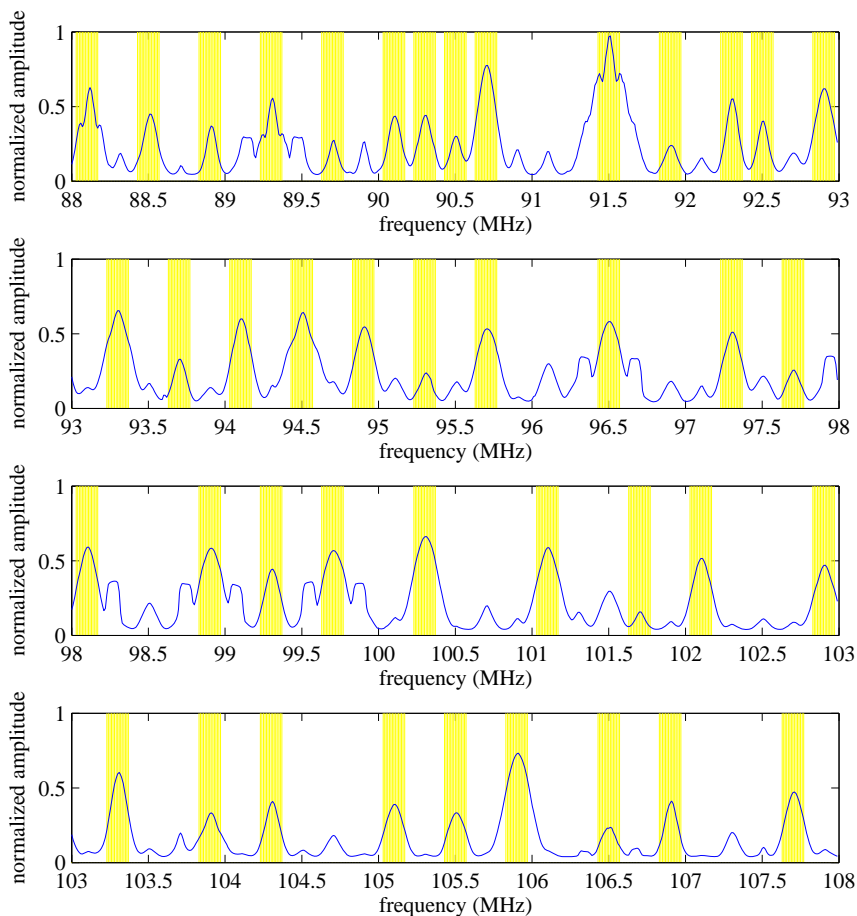 1
0.5
0
normalized amplitude
88 88.5 89 89.5 90 90.5 91 91.5 92 92.5 93
frequency (MHz)
1
0.5
0
normalized amplitude
93 93.5 94 94.5 95 95.5 96 96.5 97 97.5 98
frequency (MHz)
1
0.5
0
normalized amplitude
98 98.5 99 99.5 100 100.5 101 101.5 102 102.5 103
frequency (MHz)
1
0.5
0
normalized amplitude
103 103.5 104 104.5 105 105.5 106 106.5 107 107.5 108
frequency (MHz)